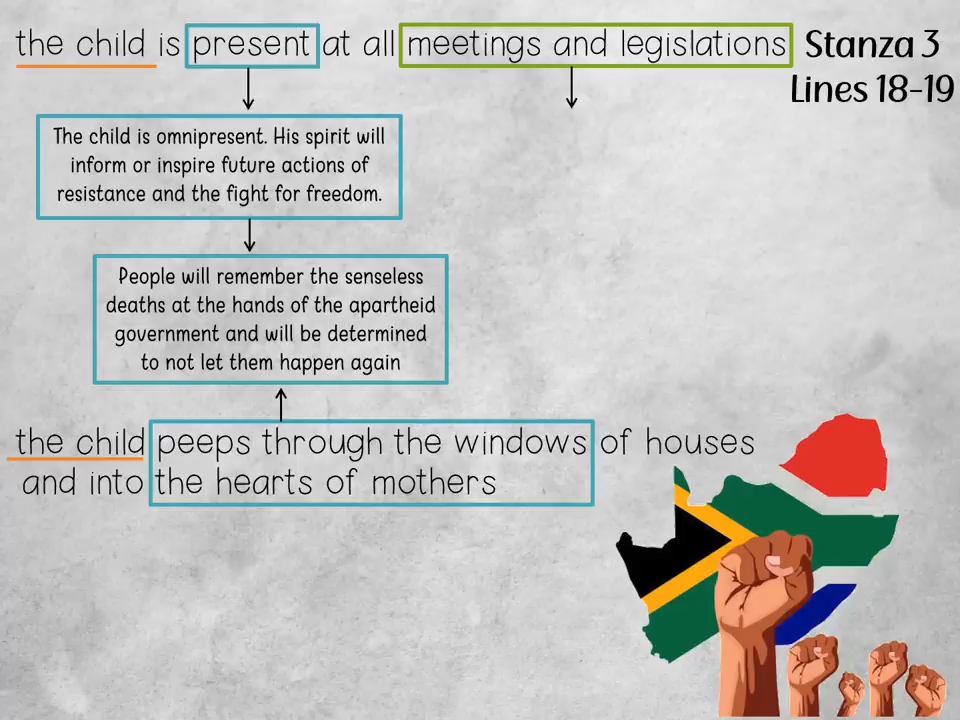 the child is present at all meetings and legislations
Stanza 3
Lines 18-19
The child is omnipresent. His spirit will
inform or inspire future actions of
resistance and the fight for freedom.
People will remember the senseless
deaths at the hands of the apartheid
government and will be determined
to not let them happen again
the child peeps through the windows of houses
and into the hearts of mothers